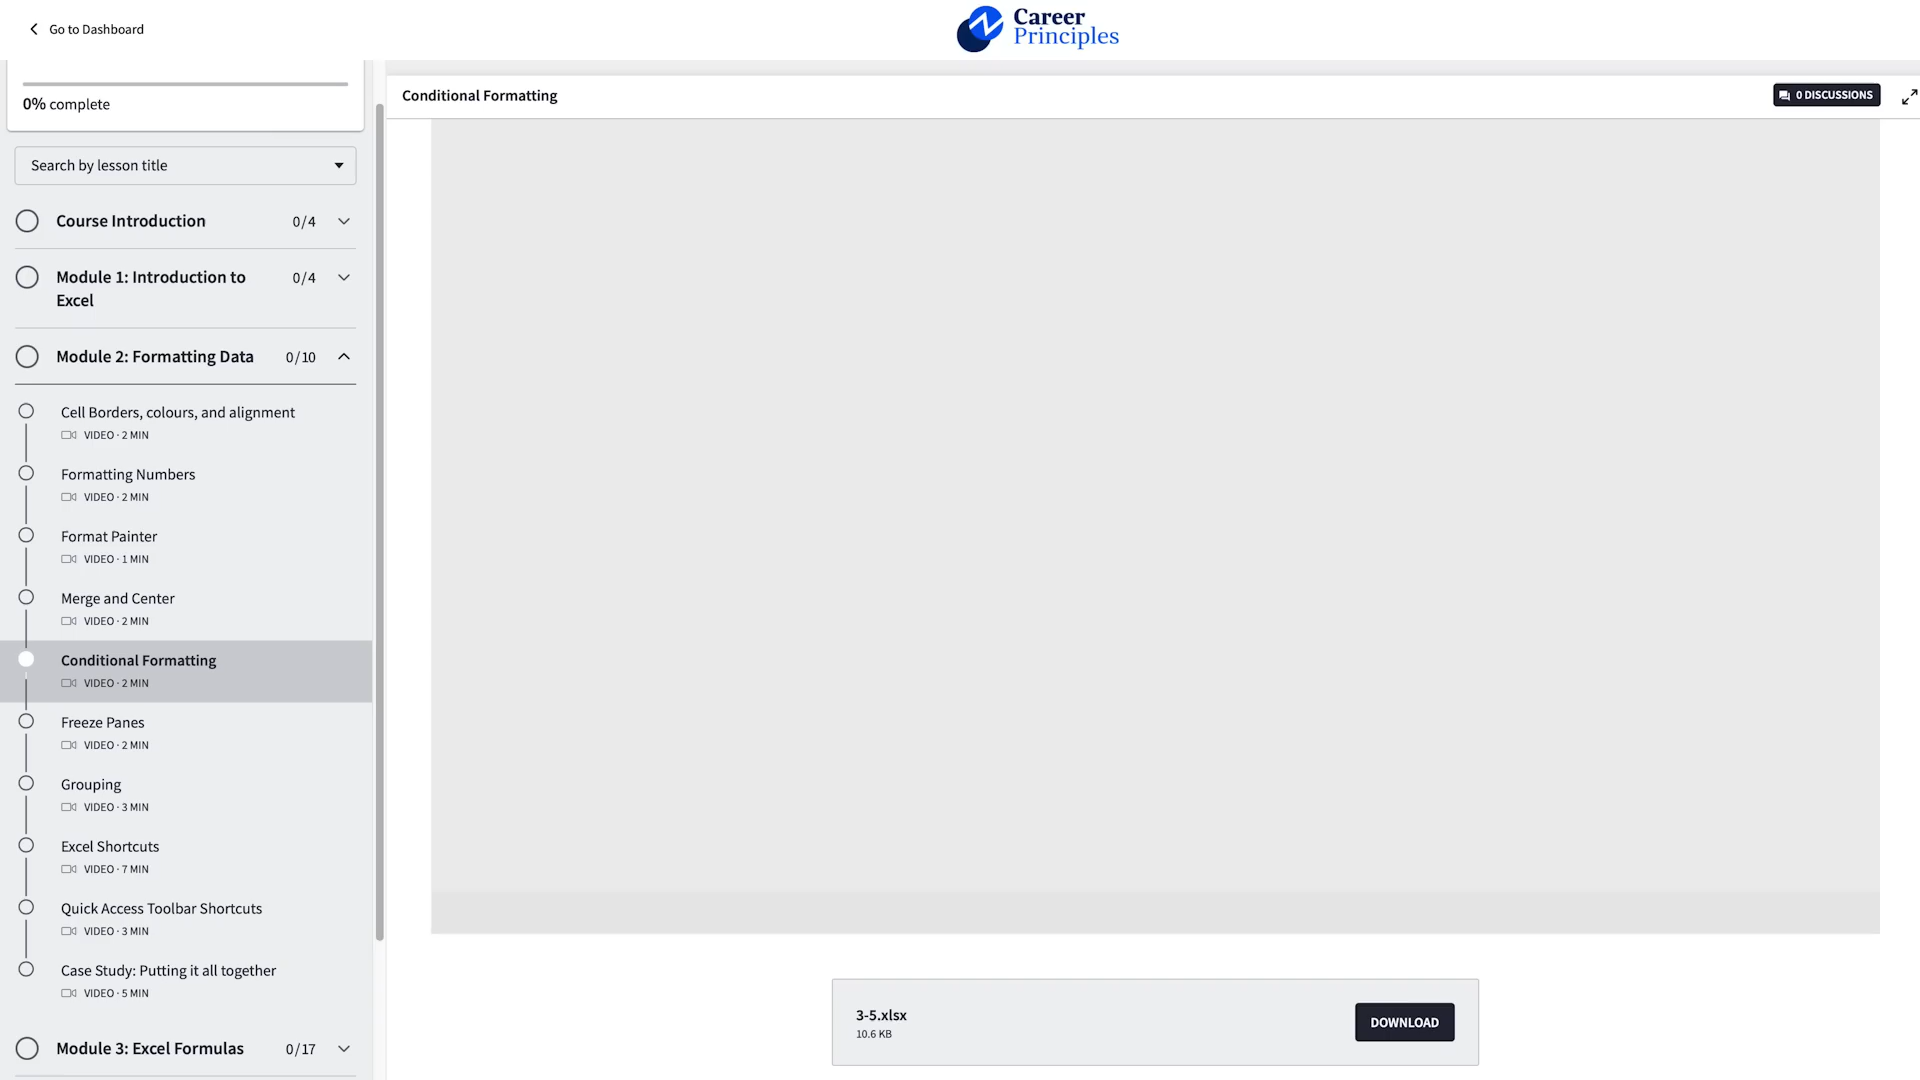 Go to Dashboard
Career
Principles
0% complete
Search by lesson title
Course Introduction 0/4
Module 1: Introduction to 0/4
Excel
Module 2: Formatting Data 0/10
Cell Borders, colours, and alignment
VIDEO · 2 MIN
Formatting Numbers
VIDEO · 2 MIN
Format Painter
VIDEO · 1 MIN
Merge and Center
VIDEO · 2 MIN
Conditional Formatting
VIDEO · 2 MIN
Freeze Panes
VIDEO · 2 MIN
Grouping
VIDEO · 3 MIN
Excel Shortcuts
VIDEO · 7 MIN
Quick Access Toolbar Shortcuts
VIDEO · 3 MIN
Case Study: Putting it all together
VIDEO · 5 MIN
Module 3: Excel Formulas 0/17
Conditional Formatting
0 DISCUSSIONS
3-5.xlsx
10.6 KB
DOWNLOAD